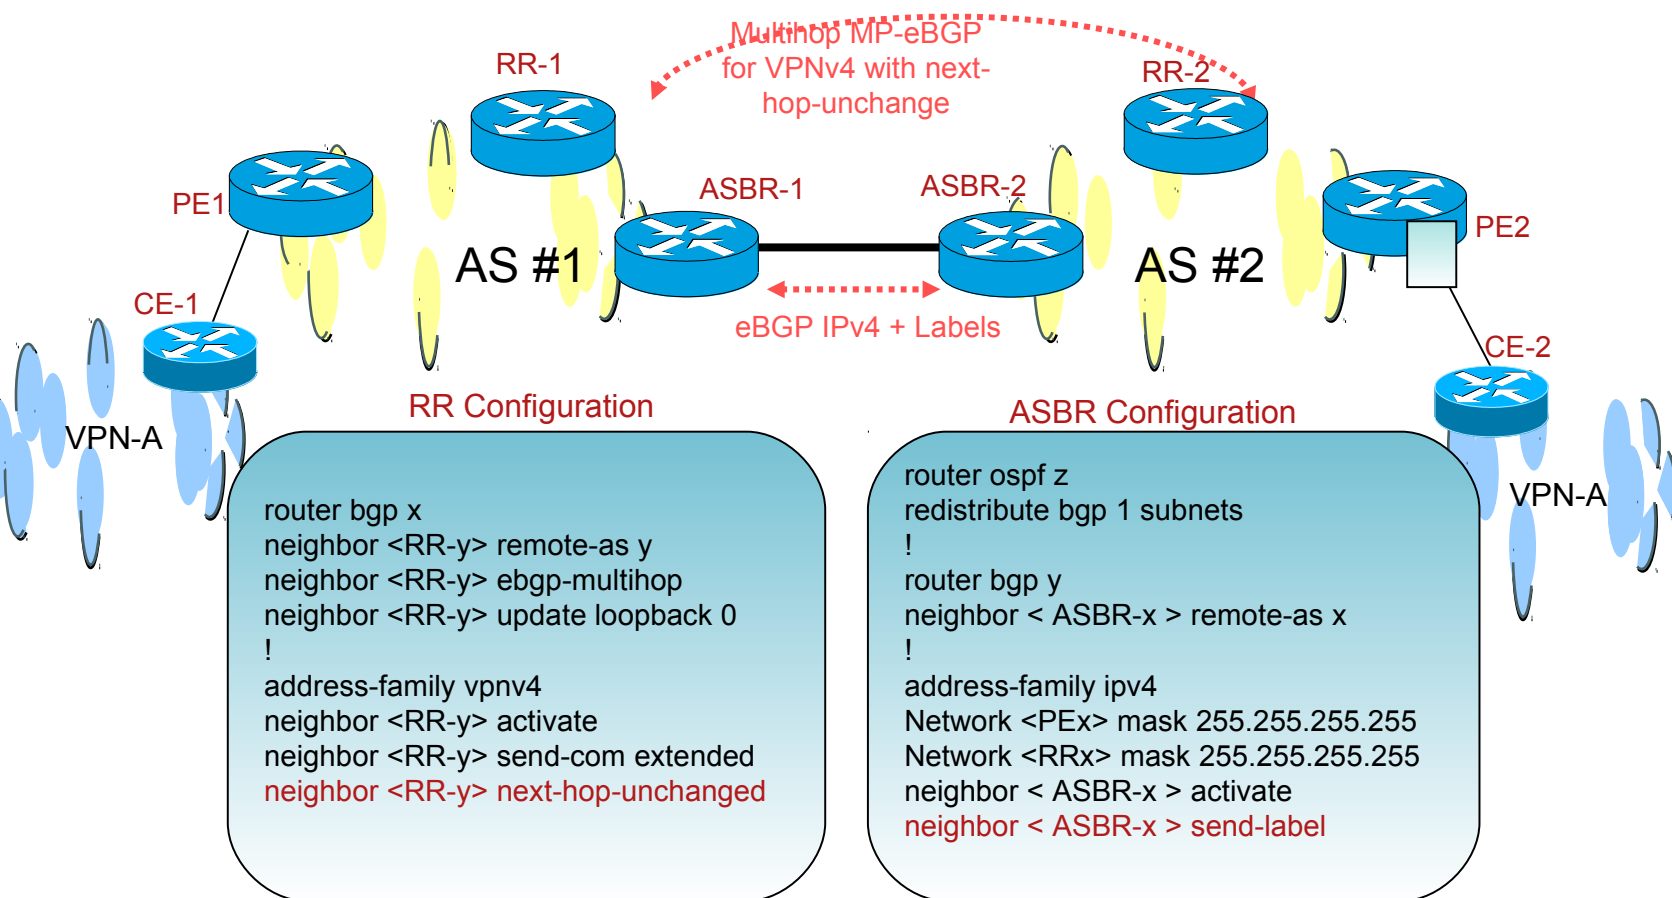 Multihop MP-eBGP
for VPNv4 with next-
hop-unchange
RR-1
RR-2
PE1
ASBR-1
ASBR-2
PE2
AS #1
AS #2
CE-1
eBGP IPv4 + Labels
CE-2
VPN-A
VPN-A
RR Configuration
router bgp x
neighbor <RR-y> remote-as y
neighbor <RR-y> ebgp-multihop
neighbor <RR-y> update loopback 0
!
address-family vpnv4
neighbor <RR-y> activate
neighbor <RR-y> send-com extended
neighbor <RR-y> next-hop-unchanged
ASBR Configuration
router ospf z
redistribute bgp 1 subnets
!
router bgp y
neighbor < ASBR-x > remote-as x
!
address-family ipv4
Network <PEx> mask 255.255.255.255
Network <RRx> mask 255.255.255.255
neighbor < ASBR-x > activate
neighbor < ASBR-x > send-label